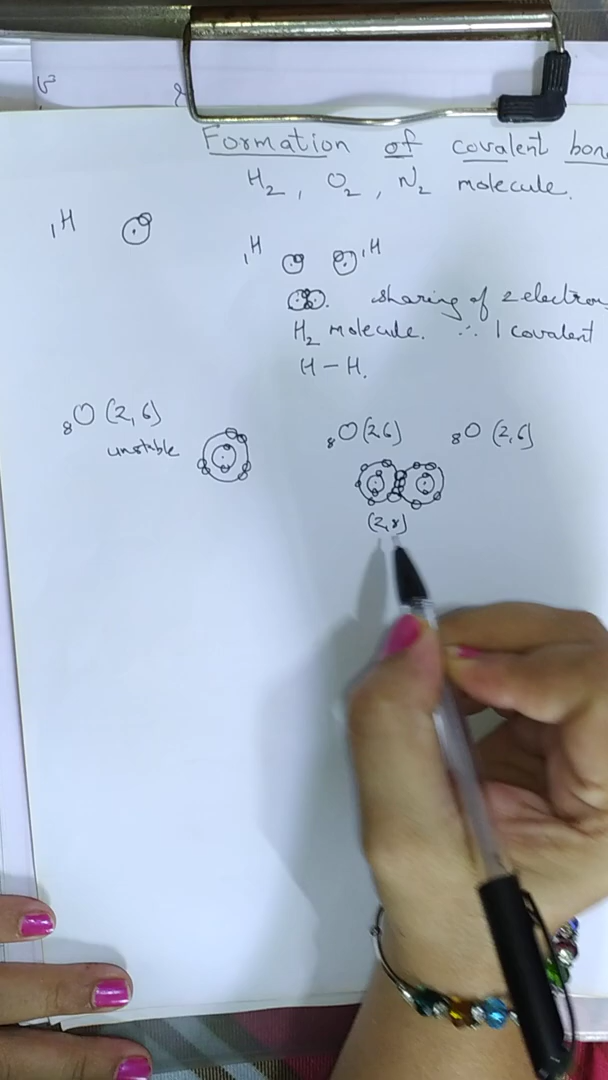 Formation of covalent bon
H₂, O₂, N₂ molecule.
₁H
₁H ₁H
sharing of 2 electron
H₂ molecule. ∴ 1 covalent
H – H.
₈O (2,6)
unstable
₈O (2 6) ₈O (2,6)
(2,8)